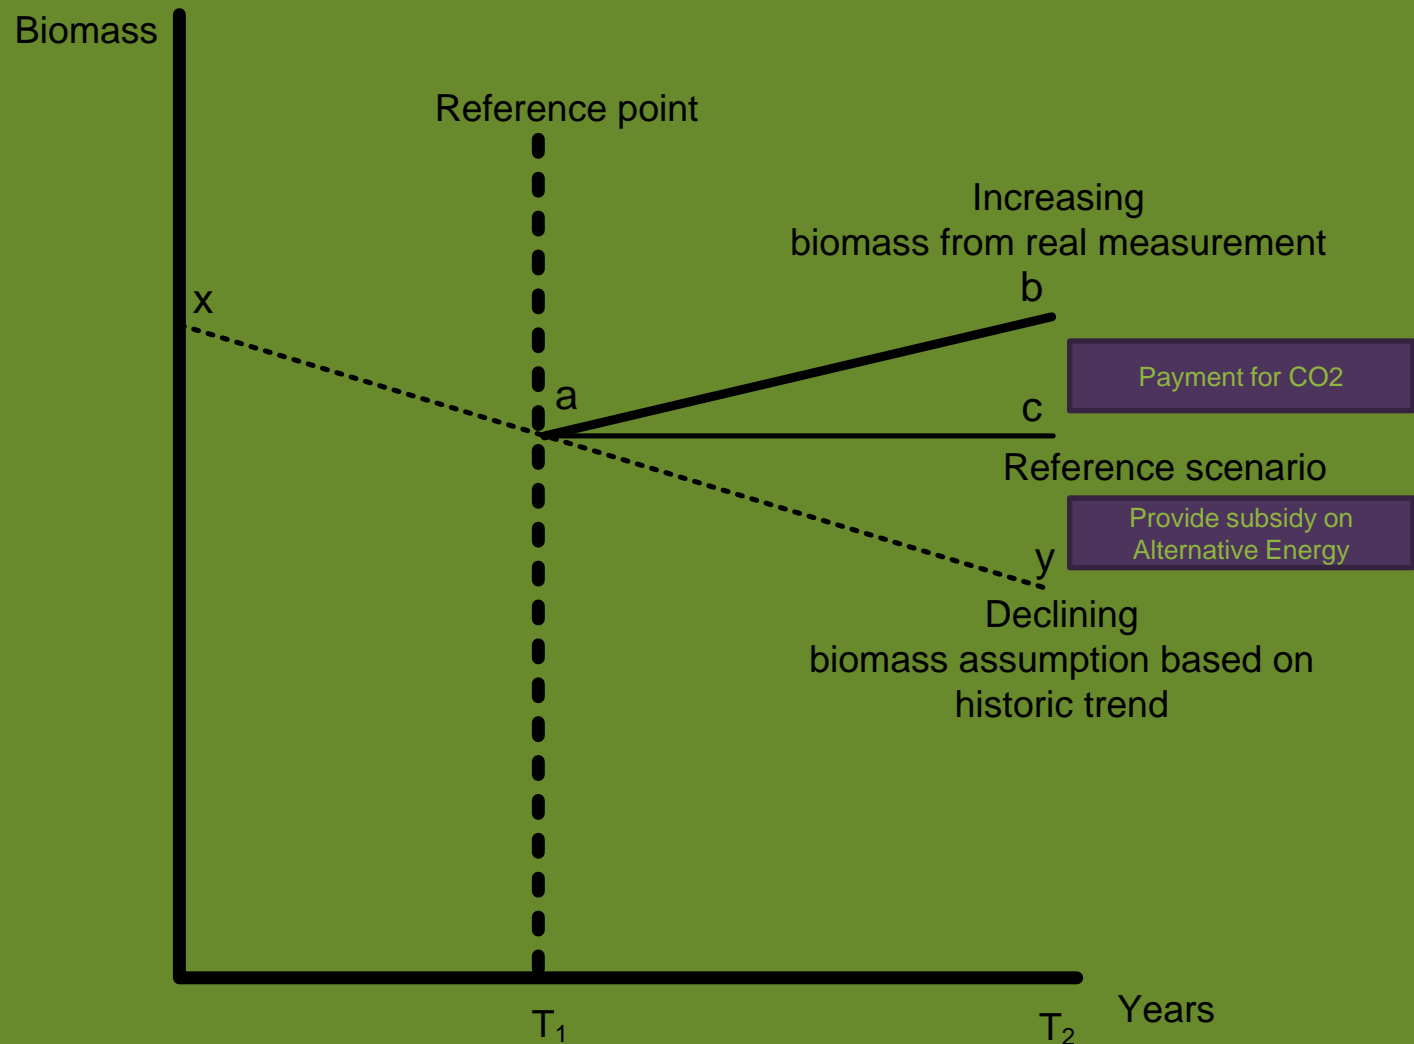 Biomass
Reference point
Increasing
biomass from real measurement
b
x
Payment for CO2
a
c
Reference scenario
Provide subsidy on
Alternative Energy
y
Declining
biomass assumption based on
historic trend
Years
T₁
T₂